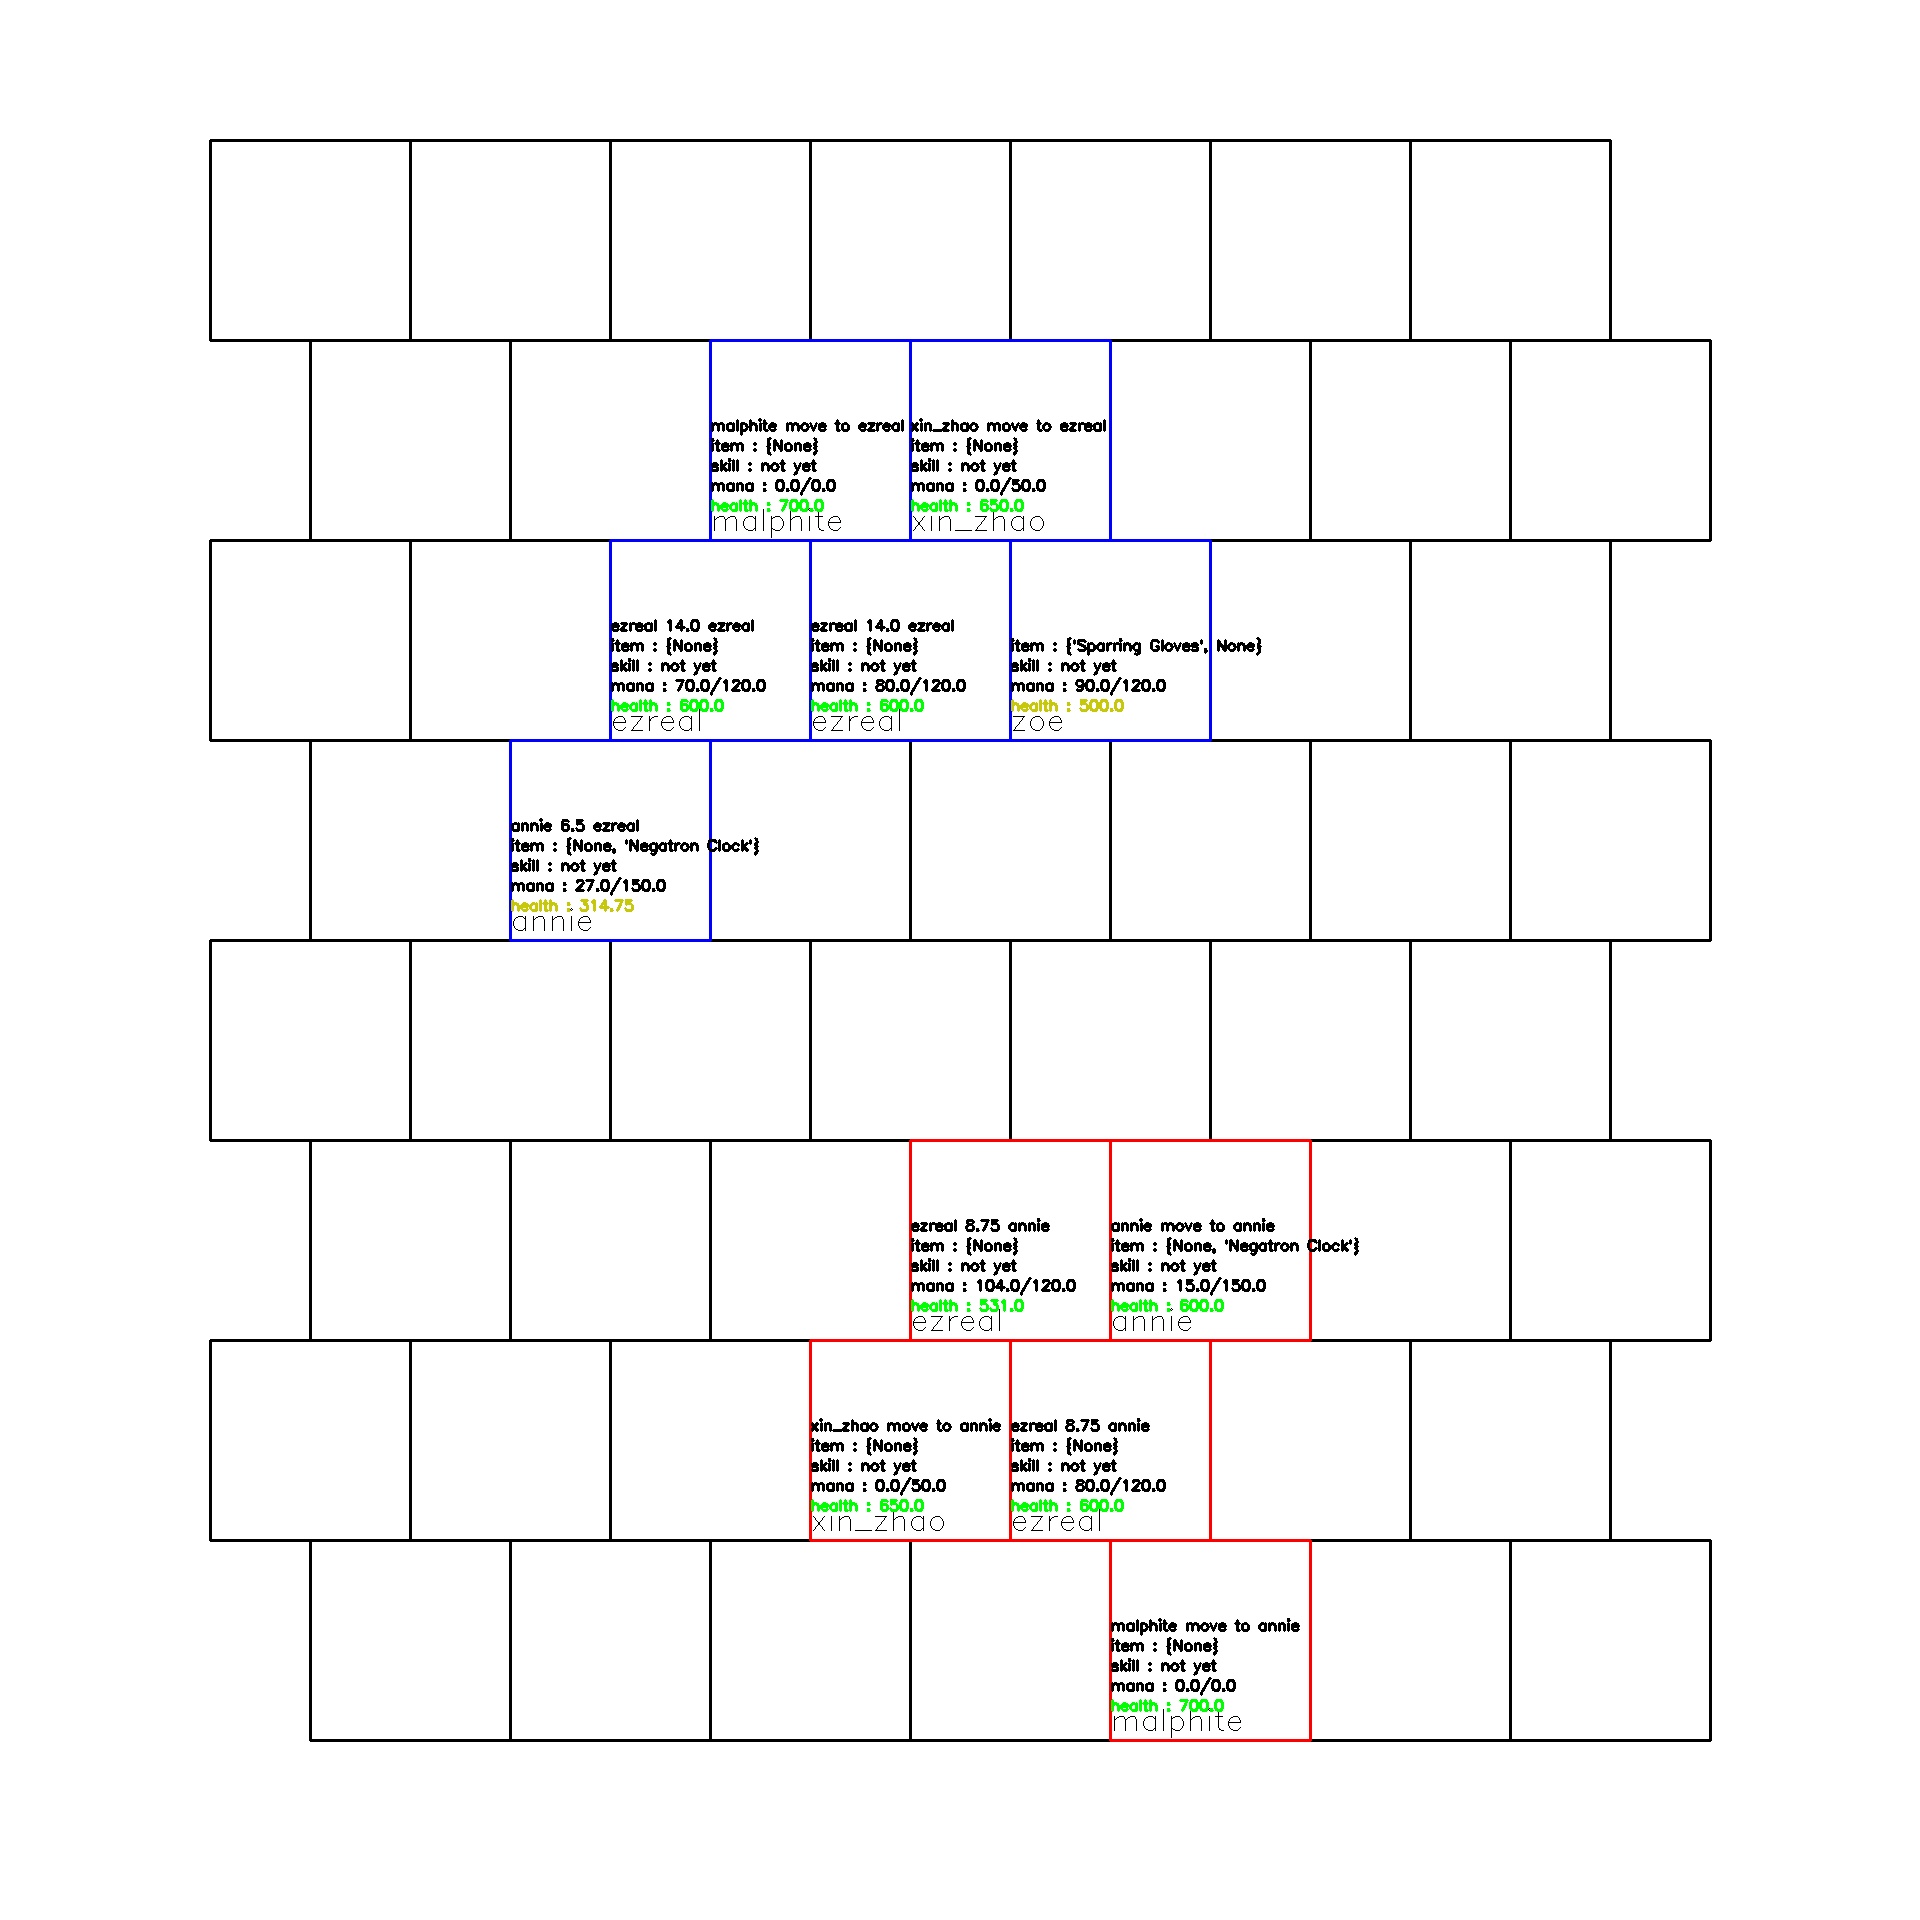 malphite move to ezreal
item : {None}
skill : not yet
mana : 0.0/0.0
health : 700.0
malphite
xin_zhao move to ezreal
item : {None}
skill : not yet
mana : 0.0/50.0
health : 650.0
xin_zhao
ezreal 14.0 ezreal
item : {None}
skill : not yet
mana : 70.0/120.0
health : 600.0
ezreal
ezreal 14.0 ezreal
item : {None}
skill : not yet
mana : 80.0/120.0
health : 600.0
ezreal
item : {'Sparring Gloves', None}
skill : not yet
mana : 90.0/120.0
health : 500.0
zoe
annie 6.5 ezreal
item : {None, 'Negatron Clock'}
skill : not yet
mana : 27.0/150.0
health : 314.75
annie
ezreal 8.75 annie
item : {None}
skill : not yet
mana : 104.0/120.0
health : 531.0
ezreal
annie move to annie
item : {None, 'Negatron Clock'}
skill : not yet
mana : 15.0/150.0
health : 600.0
annie
xin_zhao move to annie
item : {None}
skill : not yet
mana : 0.0/50.0
health : 650.0
xin_zhao
ezreal 8.75 annie
item : {None}
skill : not yet
mana : 80.0/120.0
health : 600.0
ezreal
malphite move to annie
item : {None}
skill : not yet
mana : 0.0/0.0
health : 700.0
malphite